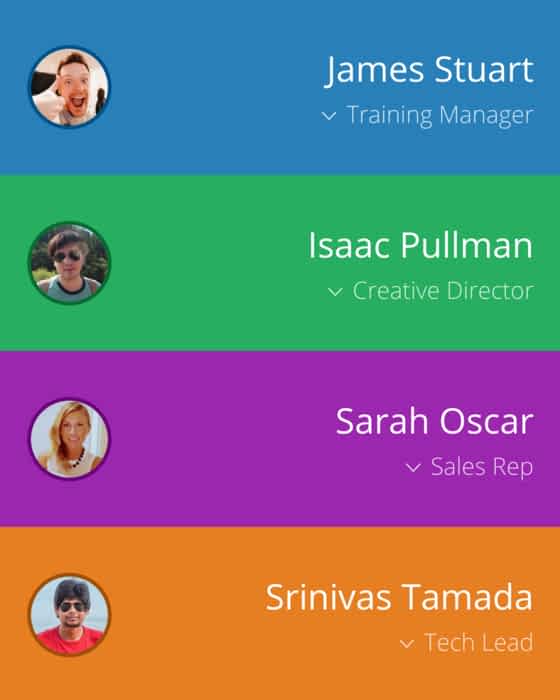 James Stuart
Training Manager
Isaac Pullman
Creative Director
Sarah Oscar
Sales Rep
Srinivas Tamada
Tech Lead